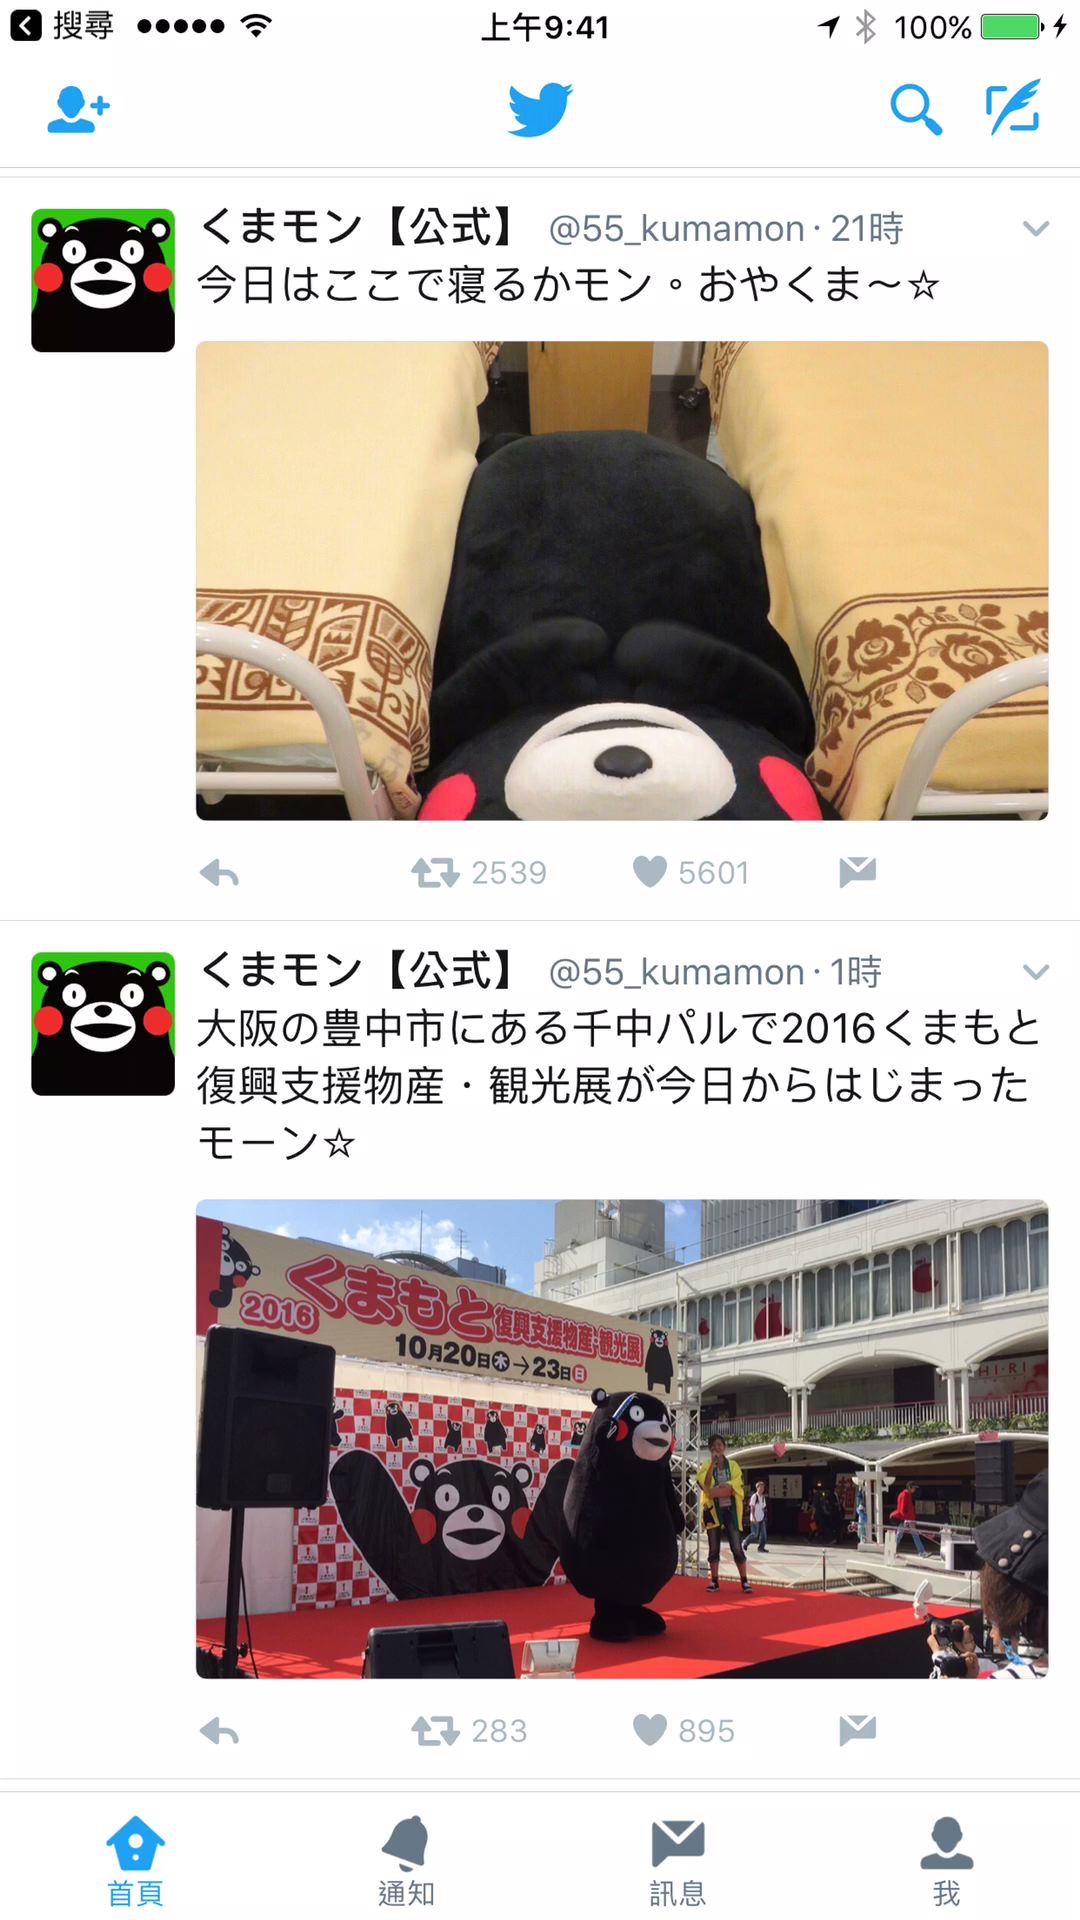 搜尋
上午9:41
100%
くまモン【公式】 @55_kumamon · 21時
今日はここで寝るかモン。おやくま〜☆
2539
5601
くまモン【公式】 @55_kumamon · 1時
大阪の豊中市にある千中パルで2016くまもと
復興支援物産・観光展が今日からはじまった
モーン☆
2016 くまもと 復興支援物産・観光展
10月20日木→23日日
283
895
首頁
通知
訊息
我